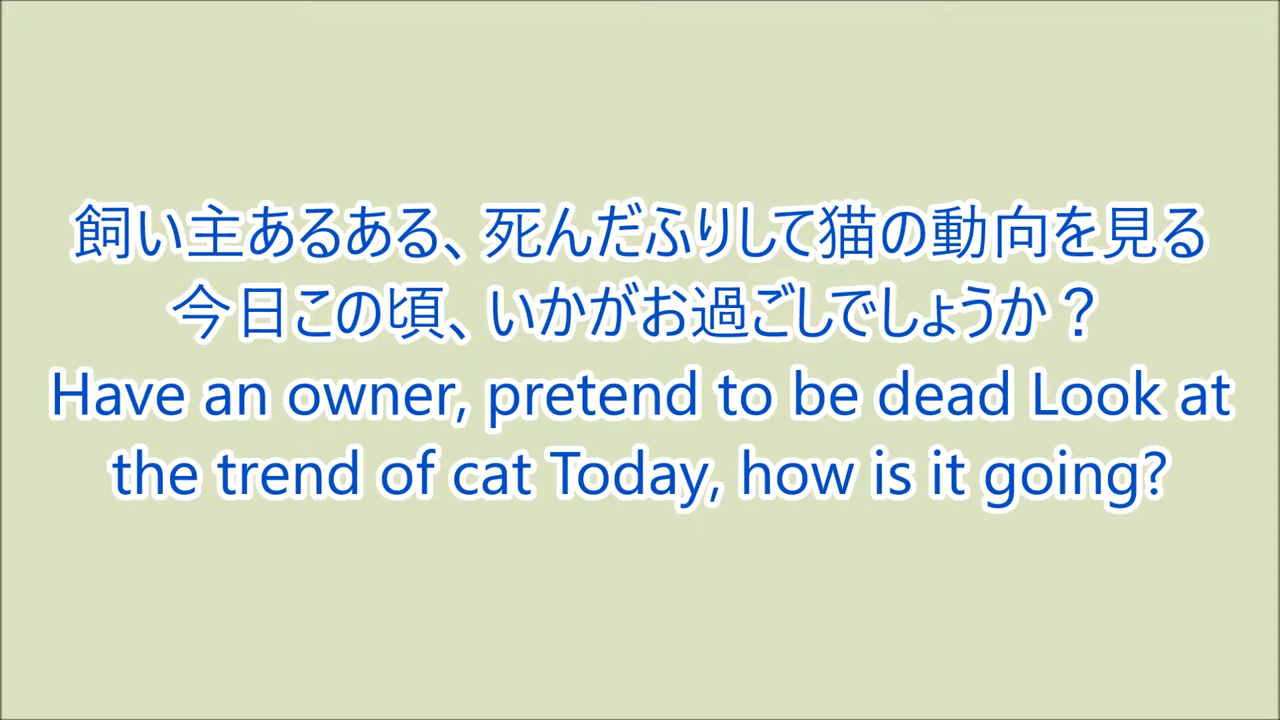 飼い主あるある、死んだふりして猫の動向を見る
今日この頃、いかがお過ごしでしょうか？
Have an owner, pretend to be dead Look at
the trend of cat Today, how is it going?